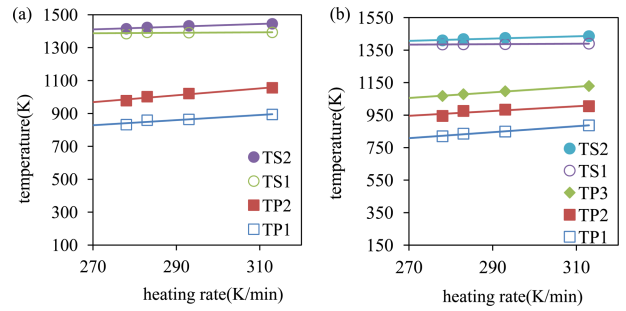 (a)
temperature(K)
1500
1300
1100
900
700
500
300
100
270
290
310
heating rate(K/min)
TS2
TS1
TP2
TP1
(b)
temperature(K)
1550
1350
1150
950
750
550
350
150
270
290
310
heating rate(K/min)
TS2
TS1
TP3
TP2
TP1